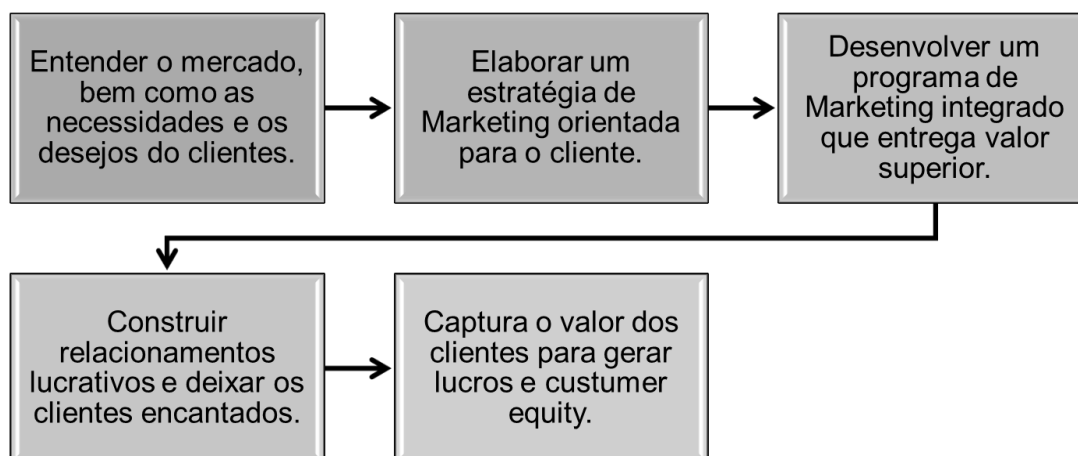 Entender o mercado,
bem como as
necessidades e os
desejos do clientes.
Elaborar um
estratégia de
Marketing orientada
para o cliente.
Desenvolver um
programa de
Marketing integrado
que entrega valor
superior.
Construir
relacionamentos
lucrativos e deixar os
clientes encantados.
Captura o valor dos
clientes para gerar
lucros e custumer
equity.